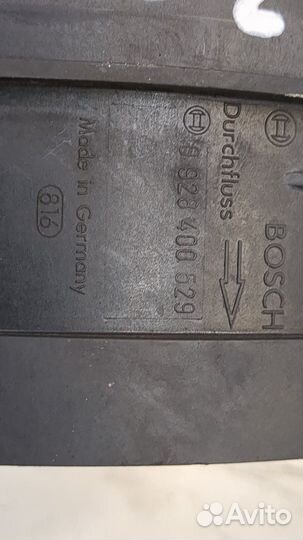 BOSCH
Durchfluss
0 928 400 529
Made in Germany
816
Avito